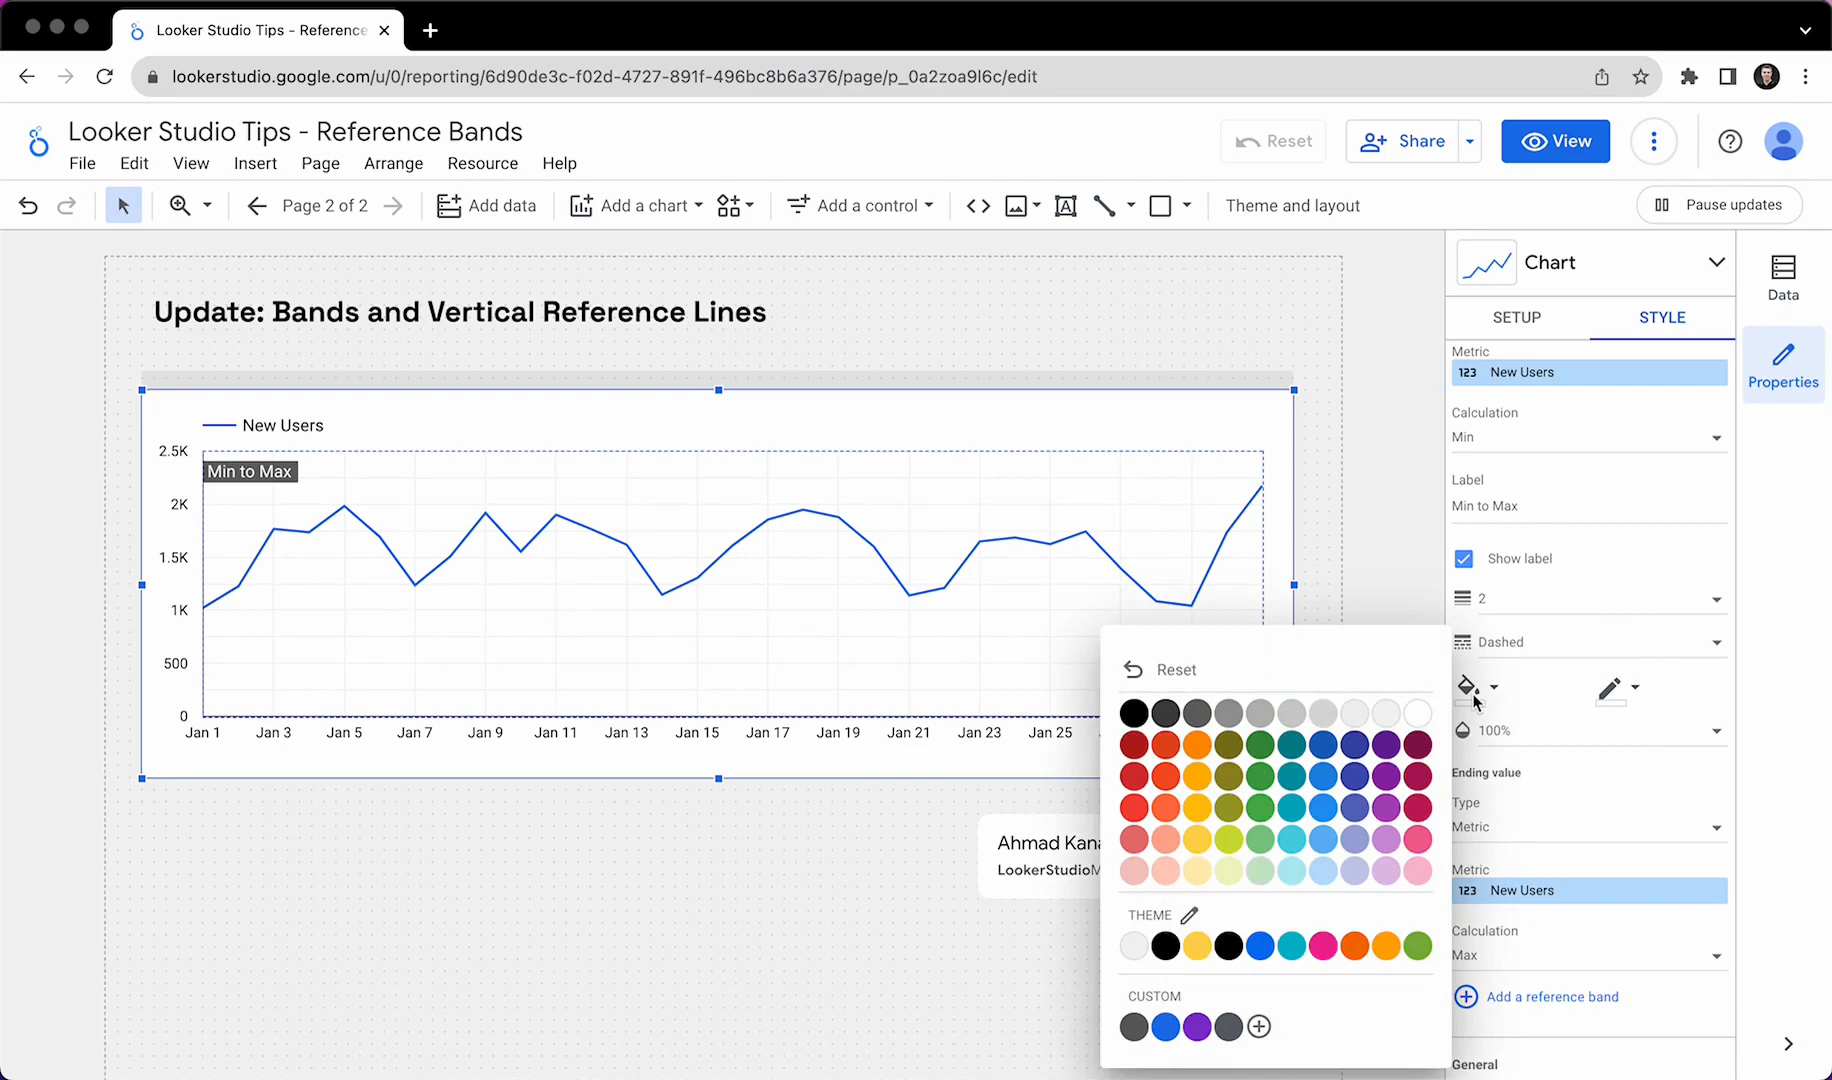 Looker Studio Tips - Reference
lookerstudio.google.com/u/0/reporting/6d90de3c-f02d-4727-891f-496bc8b6a376/page/p_0a2zoa9l6c/edit
Looker Studio Tips - Reference Bands
Reset
Share
View
File Edit View Insert Page Arrange Resource Help
Page 2 of 2
Add data
Add a chart
Add a control
Theme and layout
Pause updates
Update: Bands and Vertical Reference Lines
New Users
2.5K
Min to Max
2K
1.5K
1K
500
0
Jan 1 Jan 3 Jan 5 Jan 7 Jan 9 Jan 11 Jan 13 Jan 15 Jan 17 Jan 19 Jan 21 Jan 23 Jan 25
Ahmad Kana
LookerStudio
Reset
THEME
CUSTOM
Chart
SETUP STYLE
Metric
123 New Users
Calculation
Min
Label
Min to Max
Show label
2
Dashed
100%
Ending value
Type
Metric
Metric
123 New Users
Calculation
Max
Add a reference band
General
Data
Properties